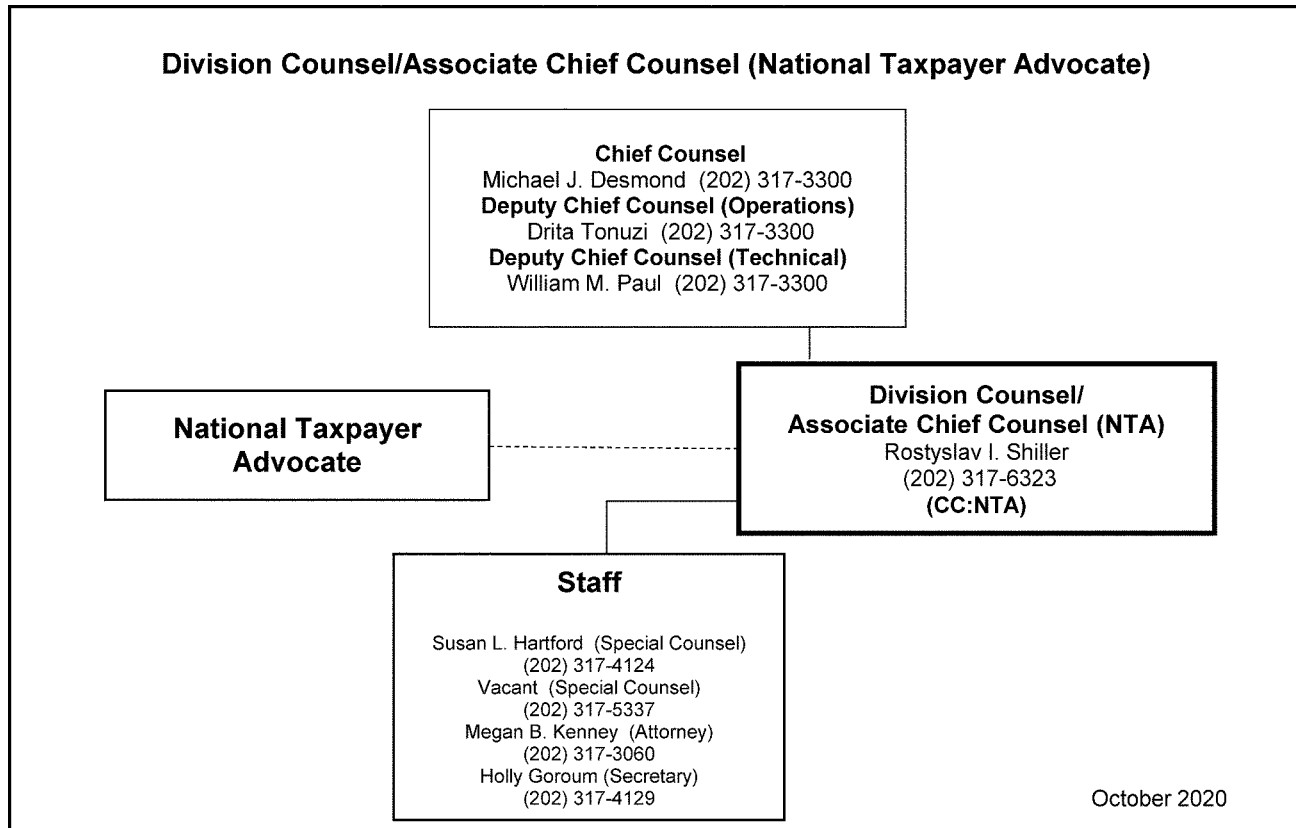 Division Counsel/Associate Chief Counsel (National Taxpayer Advocate)
Chief Counsel
Michael J. Desmond (202) 317-3300
Deputy Chief Counsel (Operations)
Drita Tonuzi (202) 317-3300
Deputy Chief Counsel (Technical)
William M. Paul (202) 317-3300
National Taxpayer
Advocate
Division Counsel/
Associate Chief Counsel (NTA)
Rostyslav I. Shiller
(202) 317-6323
(CC:NTA)
Staff
Susan L. Hartford (Special Counsel)
(202) 317-4124
Vacant (Special Counsel)
(202) 317-5337
Megan B. Kenney (Attorney)
(202) 317-3060
Holly Goroum (Secretary)
(202) 317-4129
October 2020